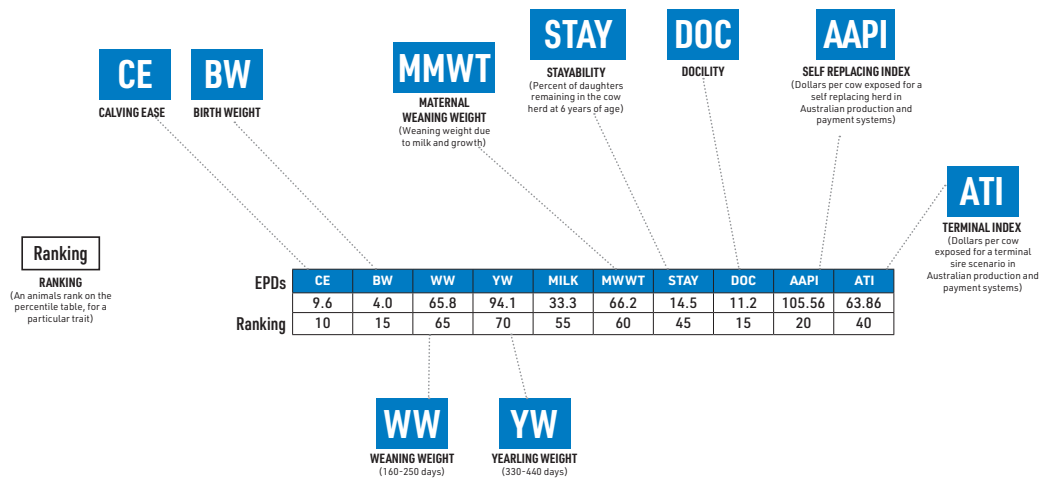 STAY
STAYABILITY
(Percent of daughters
remaining in the cow
herd at 6 years of age)
DOC
DOCILITY
AAPI
SELF REPLACING INDEX
(Dollars per cow exposed for a
self replacing herd in
Australian production and
payment systems)
CE
CALVING EASE
BW
BIRTH WEIGHT
MMWT
MATERNAL
WEANING WEIGHT
(Weaning weight due
to milk and growth)
ATI
TERMINAL INDEX
(Dollars per cow
exposed for a terminal
sire scenario in
Australian production and
payment systems)
Ranking
RANKING
(An animals rank on the
percentile table, for a
particular trait)
EPDs CE BW WW YW MILK MWWT STAY DOC AAPI ATI
9.6 4.0 65.8 94.1 33.3 66.2 14.5 11.2 105.56 63.86
Ranking 10 15 65 70 55 60 45 15 20 40
WW
WEANING WEIGHT
(160-250 days)
YW
YEARLING WEIGHT
(330-440 days)